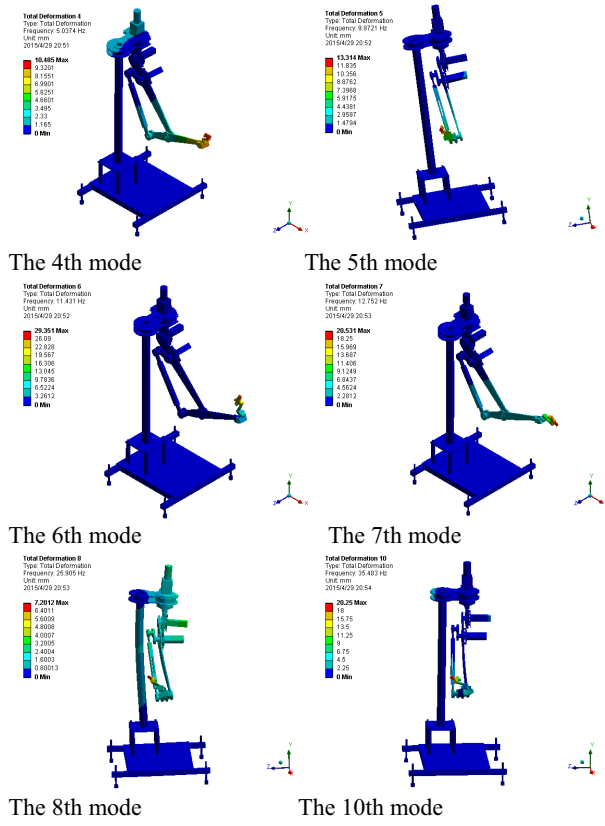 Total Deformation 4
Type: Total Deformation
Frequency: 5.0374 Hz
Unit: mm
2015/4/29 20:51
10.485 Max
9.3201
8.1551
6.9901
5.8251
4.6601
3.495
2.33
1.165
0 Min
Y
Z
X
The 4th mode
Total Deformation 5
Type: Total Deformation
Frequency: 9.9721 Hz
Unit: mm
2015/4/29 20:52
13.314 Max
11.835
10.356
8.8762
7.3968
5.9175
4.4381
2.9587
1.4794
0 Min
Y
Z
X
The 5th mode
Total Deformation 6
Type: Total Deformation
Frequency: 11.431 Hz
Unit: mm
2015/4/29 20:52
29.351 Max
26.09
22.828
19.567
16.306
13.045
9.7836
6.5224
3.2612
0 Min
Y
Z
X
The 6th mode
Total Deformation 7
Type: Total Deformation
Frequency: 12.752 Hz
Unit: mm
2015/4/29 20:53
20.531 Max
18.25
15.969
13.687
11.406
9.1249
6.8437
4.5624
2.2812
0 Min
Y
Z
The 7th mode
Total Deformation 8
Type: Total Deformation
Frequency: 25.805 Hz
Unit: mm
2015/4/29 20:53
7.2012 Max
6.4011
5.6009
4.8008
4.0007
3.2005
2.4004
1.6003
0.80013
0 Min
Y
Z
X
The 8th mode
Total Deformation 10
Type: Total Deformation
Frequency: 35.483 Hz
Unit: mm
2015/4/29 20:54
20.25 Max
18
15.75
13.5
11.25
9
6.75
4.5
2.25
0 Min
Y
Z
X
The 10th mode